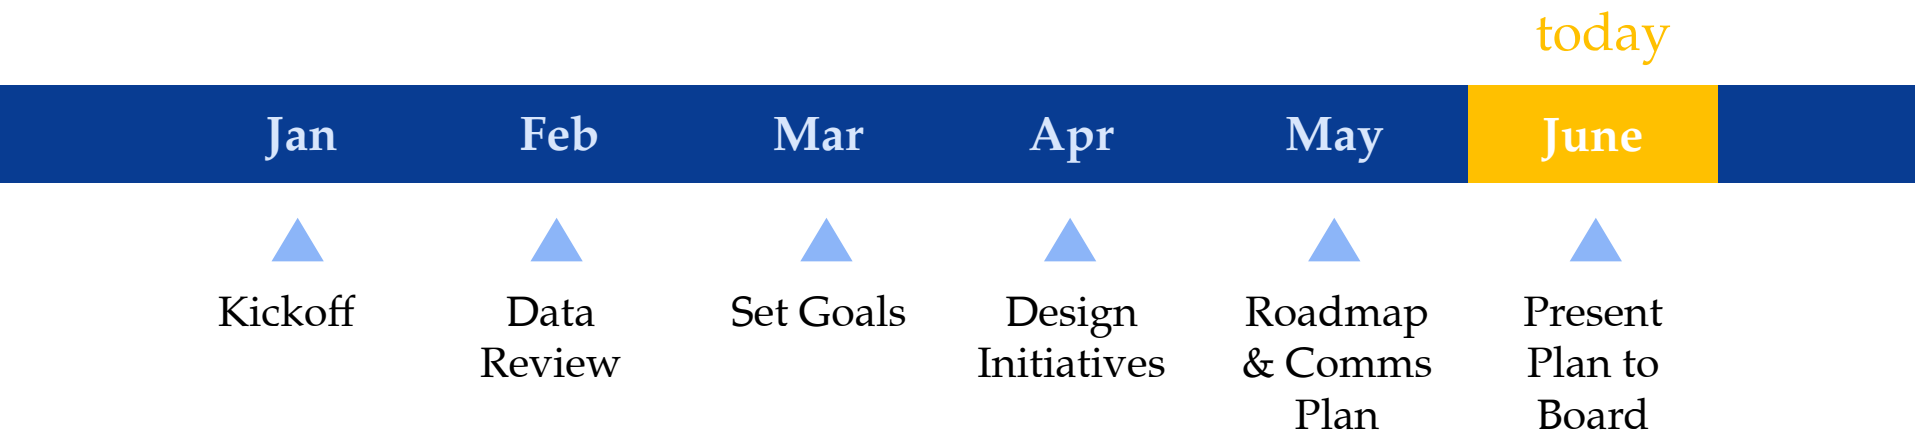 today
Jan Feb Mar Apr May June
Kickoff
Data
Review
Set Goals
Design
Initiatives
Roadmap
& Comms
Plan
Present
Plan to
Board